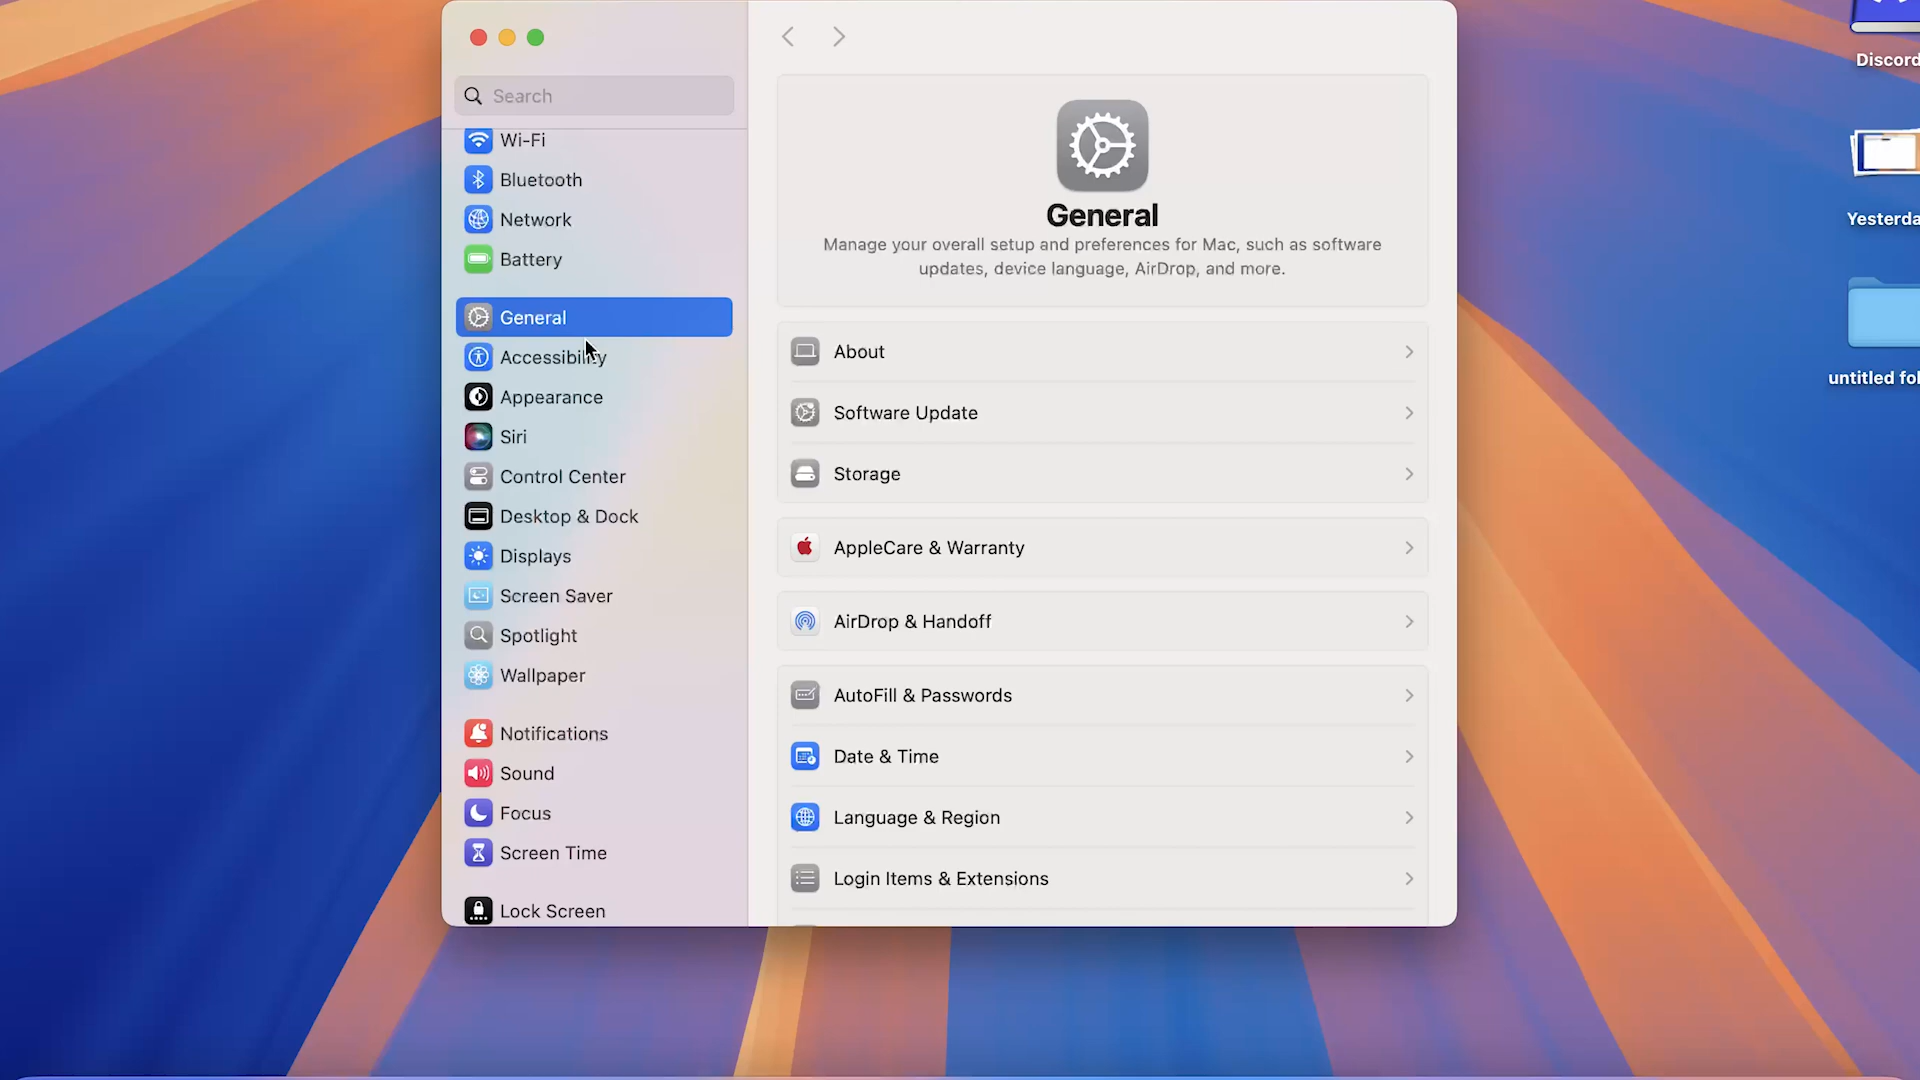 Search
Wi-Fi
Bluetooth
Network
Battery
General
Accessibility
Appearance
Siri
Control Center
Desktop & Dock
Displays
Screen Saver
Spotlight
Wallpaper
Notifications
Sound
Focus
Screen Time
Lock Screen
General
Manage your overall setup and preferences for Mac, such as software
updates, device language, AirDrop, and more.
About
Software Update
Storage
AppleCare & Warranty
AirDrop & Handoff
AutoFill & Passwords
Date & Time
Language & Region
Login Items & Extensions
Discord
Yesterda
untitled fol